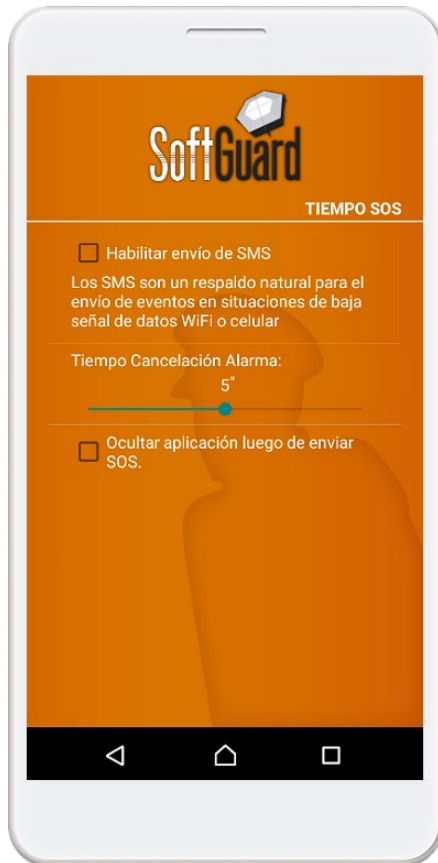 SoftGuard
TIEMPO SOS
Habilitar envío de SMS
Los SMS son un respaldo natural para el
envío de eventos en situaciones de baja
señal de datos WiFi o celular
Tiempo Cancelación Alarma:
5"
Ocultar aplicación luego de enviar
SOS.